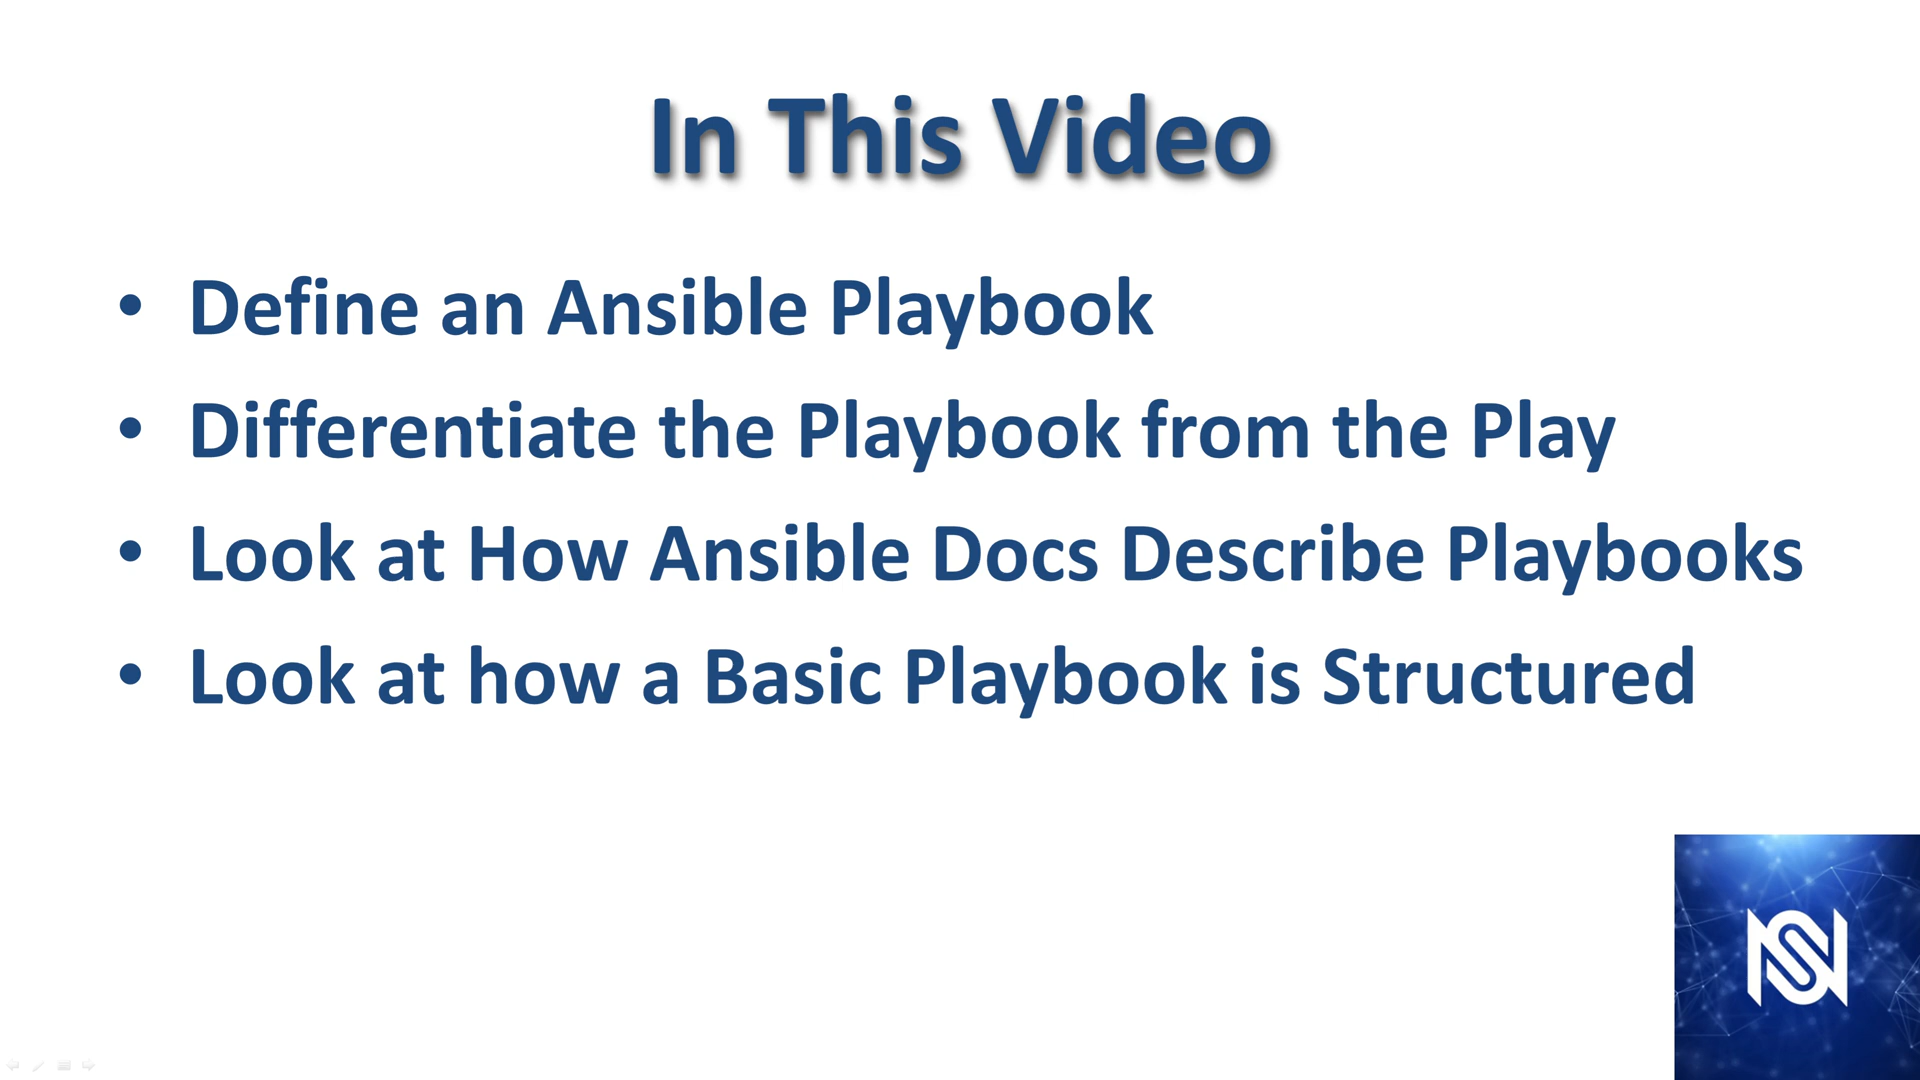 In This Video
• Define an Ansible Playbook
• Differentiate the Playbook from the Play
• Look at How Ansible Docs Describe Playbooks
• Look at how a Basic Playbook is Structured